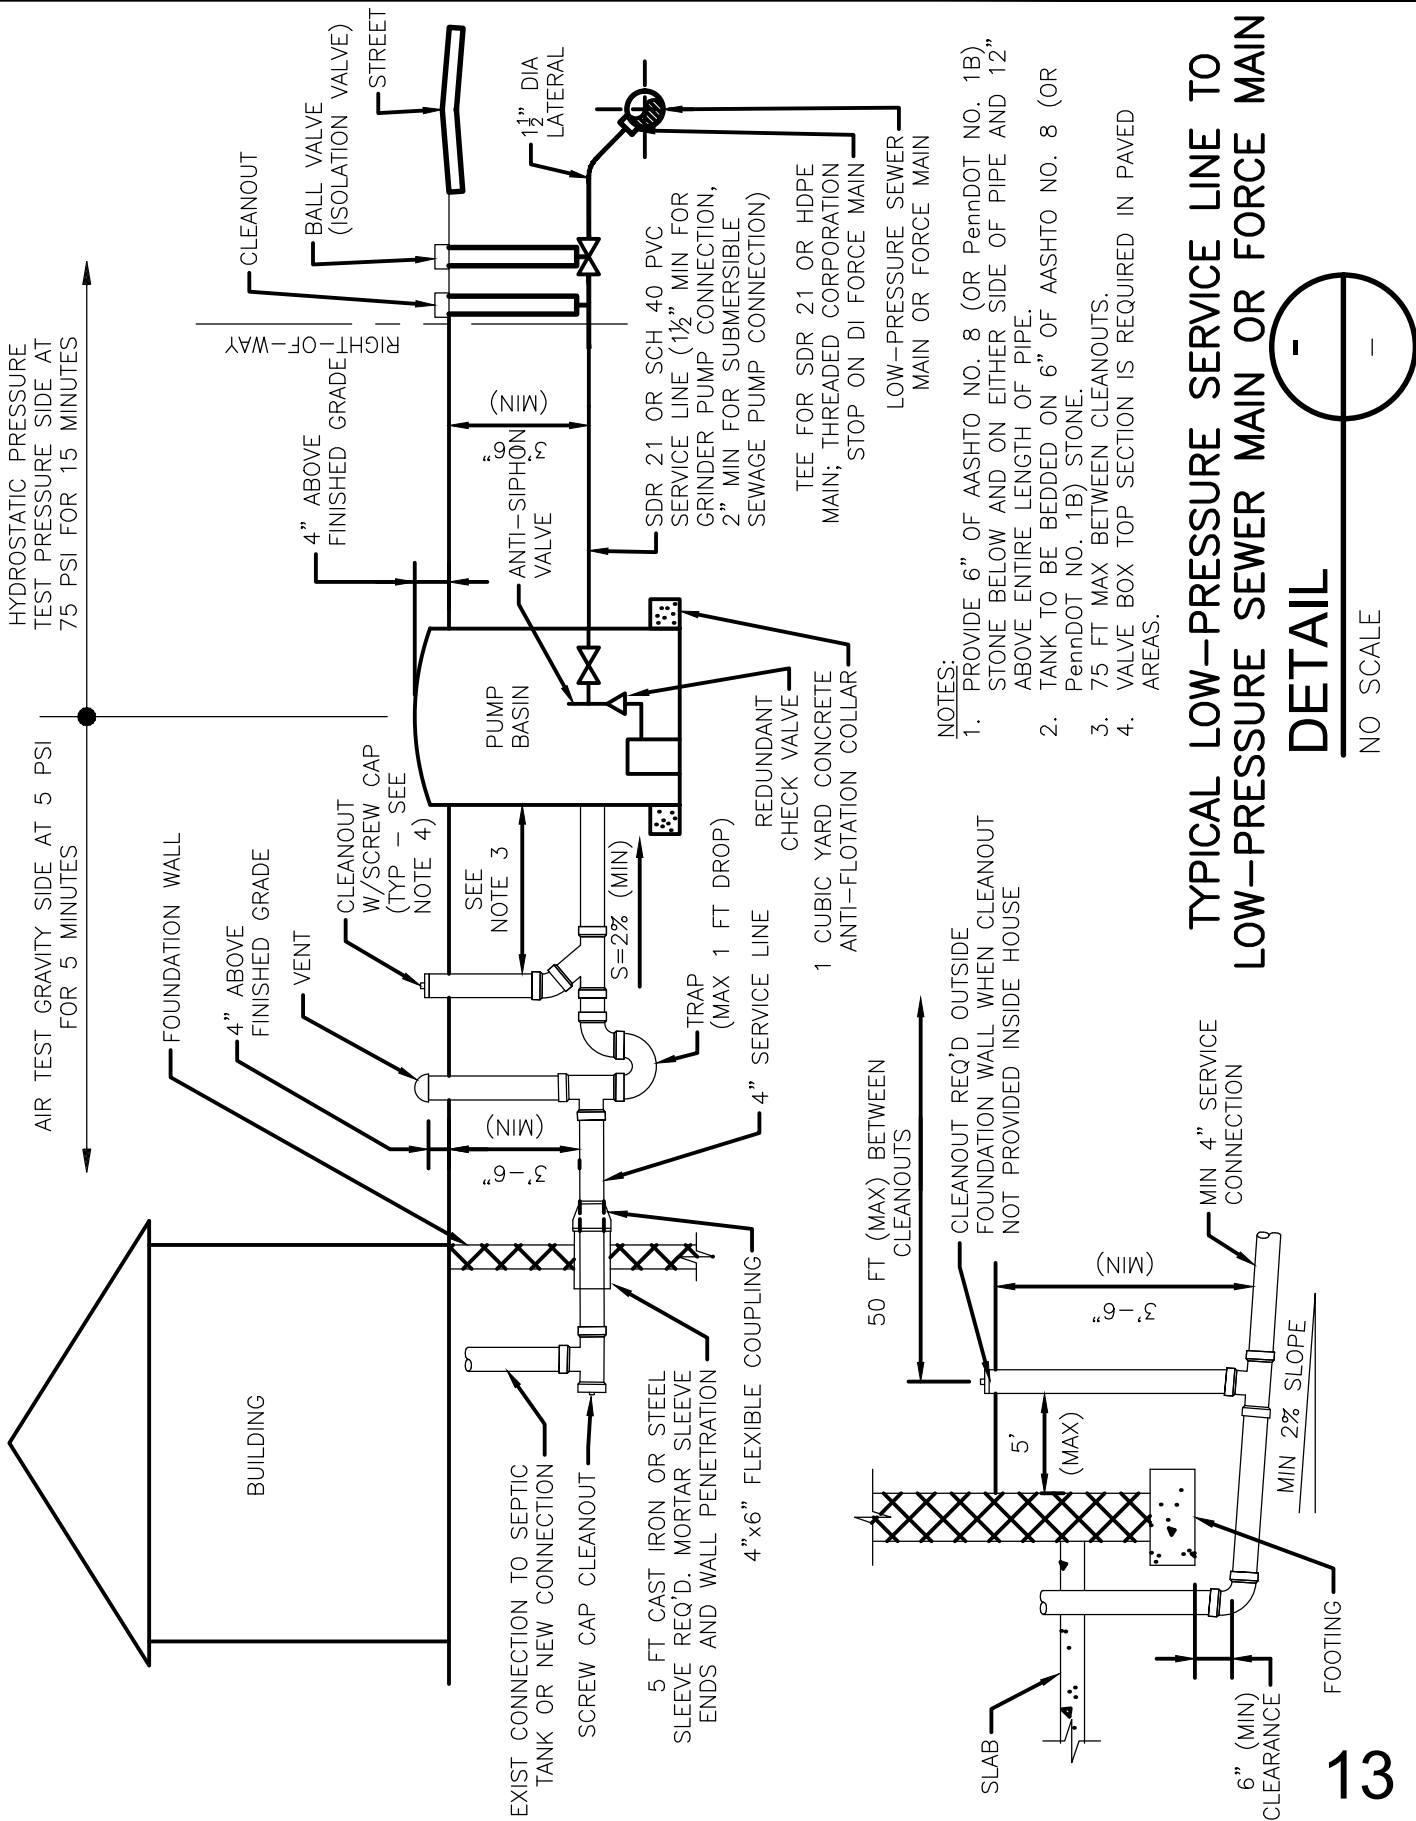 AIR TEST GRAVITY SIDE AT 5 PSI
FOR 5 MINUTES
HYDROSTATIC PRESSURE
TEST PRESSURE SIDE AT
75 PSI FOR 15 MINUTES
FOUNDATION WALL
4" ABOVE
FINISHED GRADE
VENT
CLEANOUT
W/SCREW CAP
(TYP - SEE
NOTE 4)
4" ABOVE
FINISHED GRADE
RIGHT-OF-WAY
CLEANOUT
BALL VALVE
(ISOLATION VALVE)
STREET
BUILDING
3'-6"
(MIN)
SEE
NOTE 3
S=2% (MIN)
PUMP
BASIN
ANTI-SIPHON
VALVE
3'-6"
(MIN)
1½" DIA
LATERAL
EXIST CONNECTION TO SEPTIC
TANK OR NEW CONNECTION
SCREW CAP CLEANOUT
5 FT CAST IRON OR STEEL
SLEEVE REQ'D. MORTAR SLEEVE
ENDS AND WALL PENETRATION
4"x6" FLEXIBLE COUPLING
4" SERVICE LINE
TRAP
(MAX 1 FT DROP)
REDUNDANT
CHECK VALVE
1 CUBIC YARD CONCRETE
ANTI-FLOTATION COLLAR
SDR 21 OR SCH 40 PVC
SERVICE LINE (1½" MIN FOR
GRINDER PUMP CONNECTION,
2" MIN FOR SUBMERSIBLE
SEWAGE PUMP CONNECTION)
TEE FOR SDR 21 OR HDPE
MAIN; THREADED CORPORATION
STOP ON DI FORCE MAIN
LOW-PRESSURE SEWER
MAIN OR FORCE MAIN
50 FT (MAX) BETWEEN
CLEANOUTS
CLEANOUT REQ'D OUTSIDE
FOUNDATION WALL WHEN CLEANOUT
NOT PROVIDED INSIDE HOUSE
5'
(MAX)
3'-6"
(MIN)
MIN 4" SERVICE
CONNECTION
MIN 2% SLOPE
SLAB
6" (MIN)
CLEARANCE
FOOTING
NOTES:
1. PROVIDE 6" OF AASHTO NO. 8 (OR PennDOT NO. 1B)
STONE BELOW AND ON EITHER SIDE OF PIPE AND 12"
ABOVE ENTIRE LENGTH OF PIPE.
2. TANK TO BE BEDDED ON 6" OF AASHTO NO. 8 (OR
PennDOT NO. 1B) STONE.
3. 75 FT MAX BETWEEN CLEANOUTS.
4. VALVE BOX TOP SECTION IS REQUIRED IN PAVED
AREAS.
TYPICAL LOW-PRESSURE SERVICE LINE TO
LOW-PRESSURE SEWER MAIN OR FORCE MAIN
DETAIL
NO SCALE
-
-
13